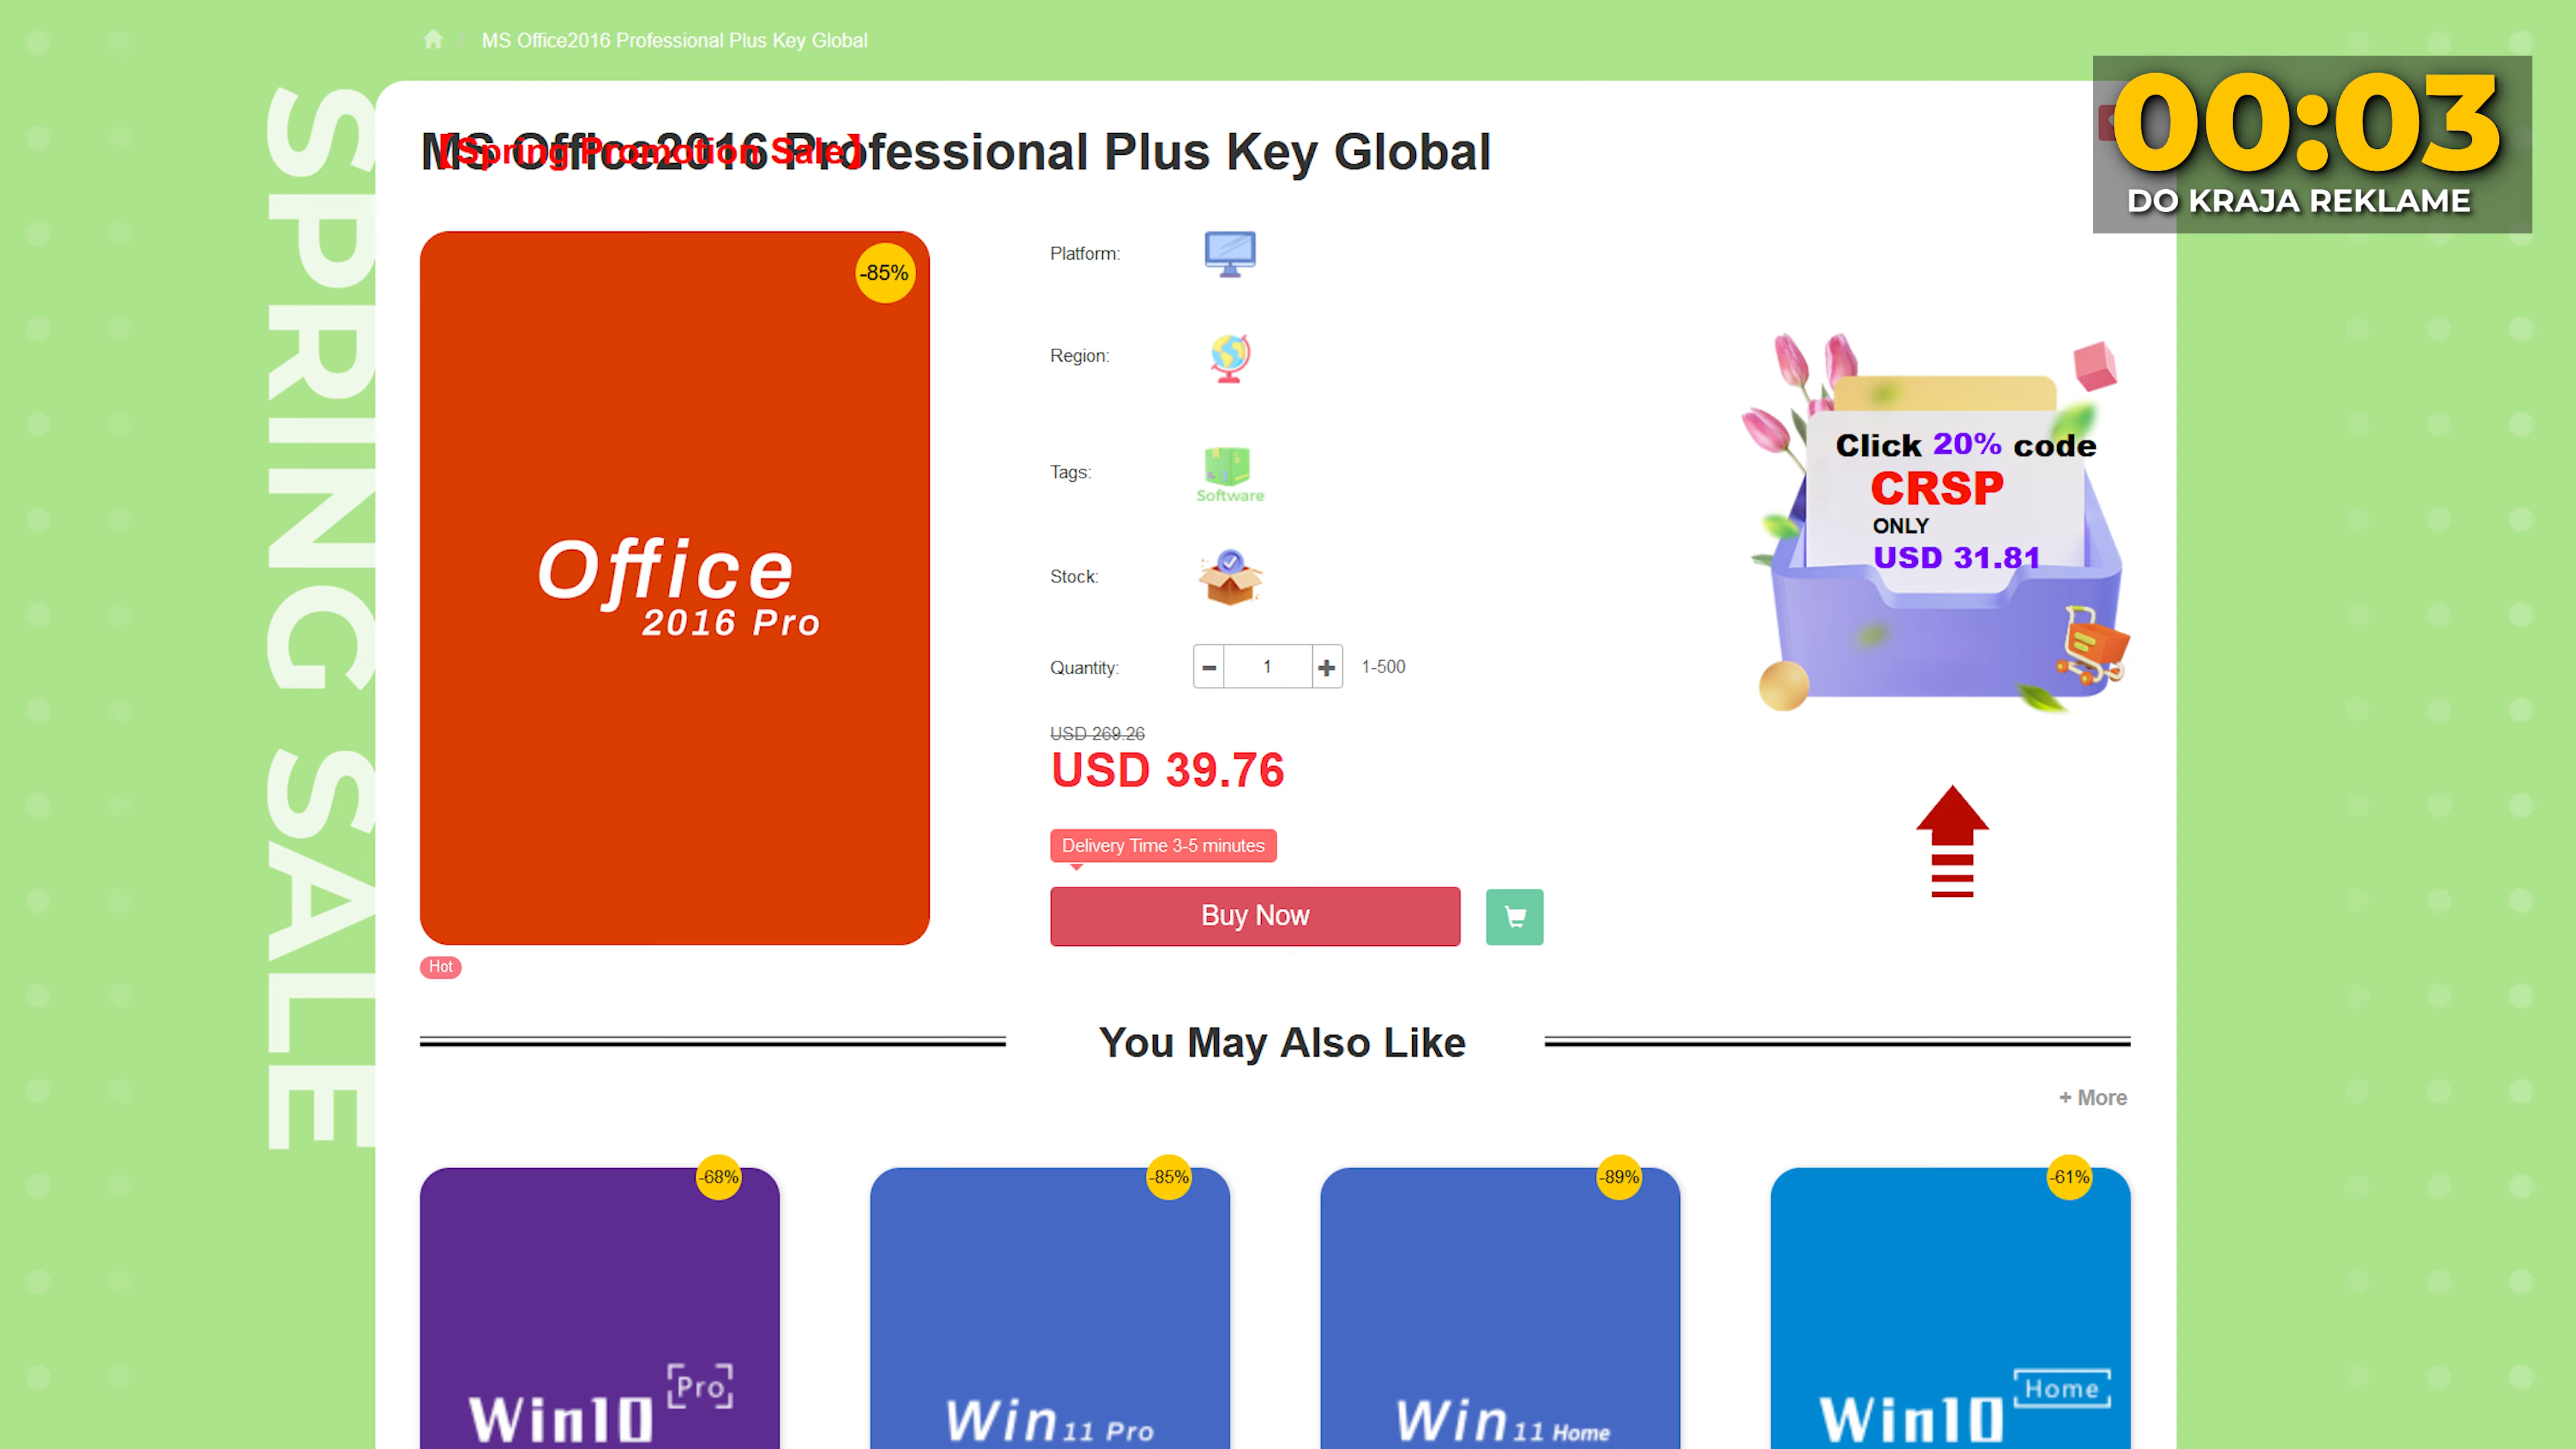 MS Office2016 Professional Plus Key Global
00:03
DO KRAJA REKLAME
SPRING SALE
MS Office2016 Professional Plus Key Global
【Spring Promotion Sale】
-85%
Office
2016 Pro
Hot
Platform:
Region:
Tags:
Software
Stock:
Quantity:
1
1-500
USD 269.26
USD 39.76
Delivery Time 3-5 minutes
Buy Now
Click 20% code
CRSP
ONLY
USD 31.81
You May Also Like
+ More
-68%
Win10 Pro
-85%
Win 11 Pro
-89%
Win 11 Home
-61%
Win10 Home